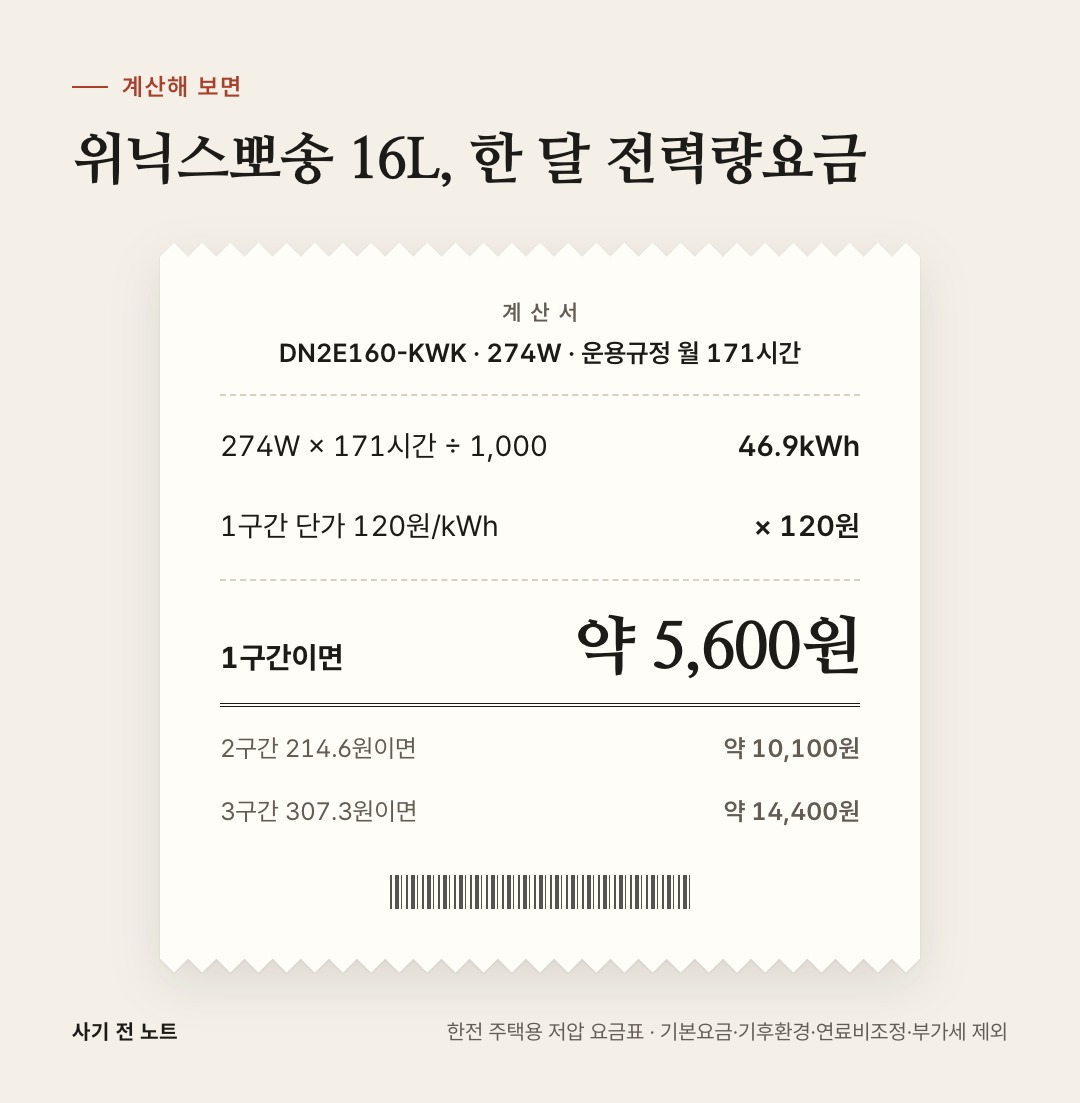 계산해 보면
위닉스뽀송 16L, 한 달 전력량요금
계산서
DN2E160-KWK · 274W · 운용규정 월 171시간
274W × 171시간 ÷ 1,000 46.9kWh
1구간 단가 120원/kWh × 120원
1구간이면 약 5,600원
2구간 214.6원이면 약 10,100원
3구간 307.3원이면 약 14,400원
사기 전 노트 한전 주택용 저압 요금표 · 기본요금·기후환경·연료비조정·부가세 제외